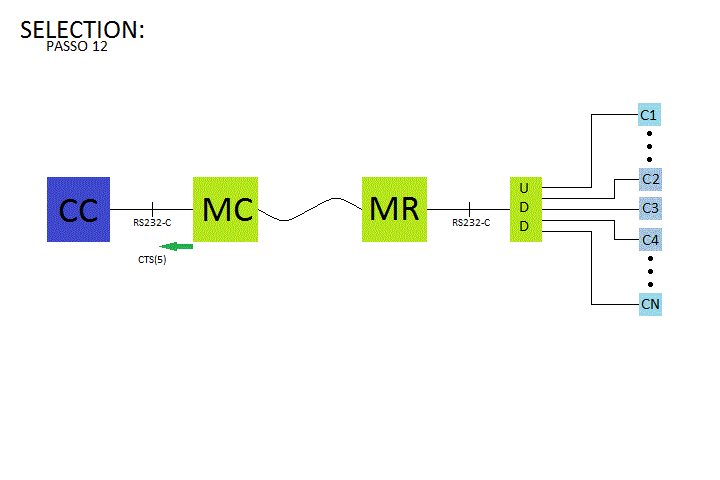 SELECTION:
PASSO 12
CC
RS232-C
MC
MR
RS232-C
U
D
D
C1
C2
C3
C4
CN
CTS(5)